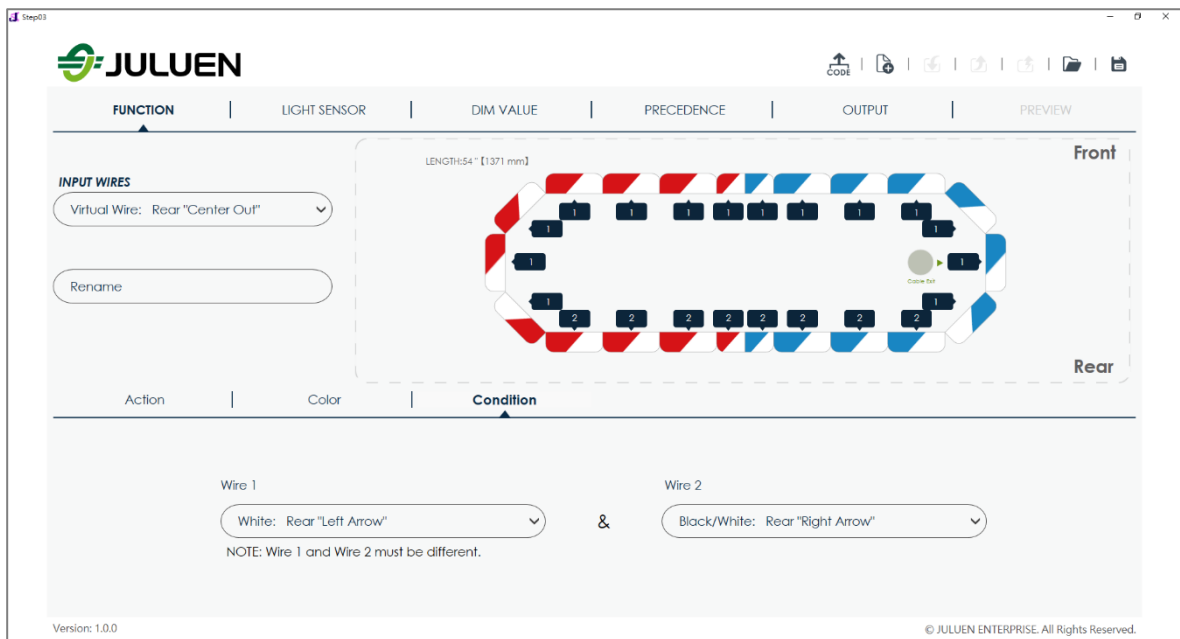 Step03
JULUEN
CODE
FUNCTION | LIGHT SENSOR | DIM VALUE | PRECEDENCE | OUTPUT | PREVIEW
LENGTH:54 "【1371 mm】
Front
INPUT WIRES
Virtual Wire: Rear "Center Out"
Rename
1 1 1 1 1 1 1 1
1 1
1 1
Cable Exit
1 1
2 2 2 2 2 2 2 2
Rear
Action | Color | Condition
Wire 1 Wire 2
White: Rear "Left Arrow" & Black/White: Rear "Right Arrow"
NOTE: Wire 1 and Wire 2 must be different.
Version: 1.0.0 © JULUEN ENTERPRISE. All Rights Reserved.